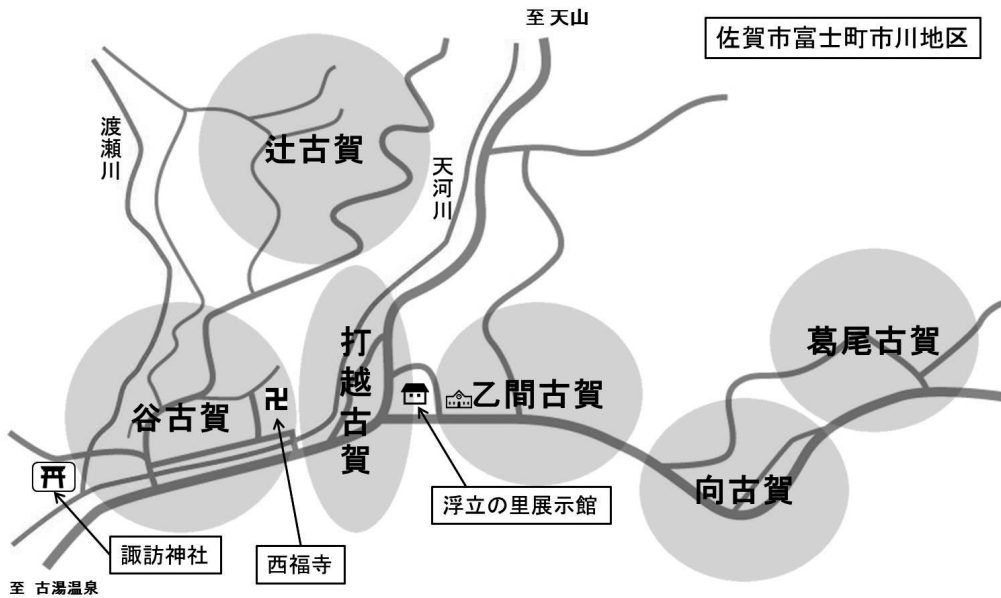 至 天山
佐賀市富士町市川地区
渡瀬川
辻古賀
天河川
打越古賀
葛尾古賀
乙間古賀
谷古賀
向古賀
浮立の里展示館
諏訪神社
西福寺
至 古湯温泉